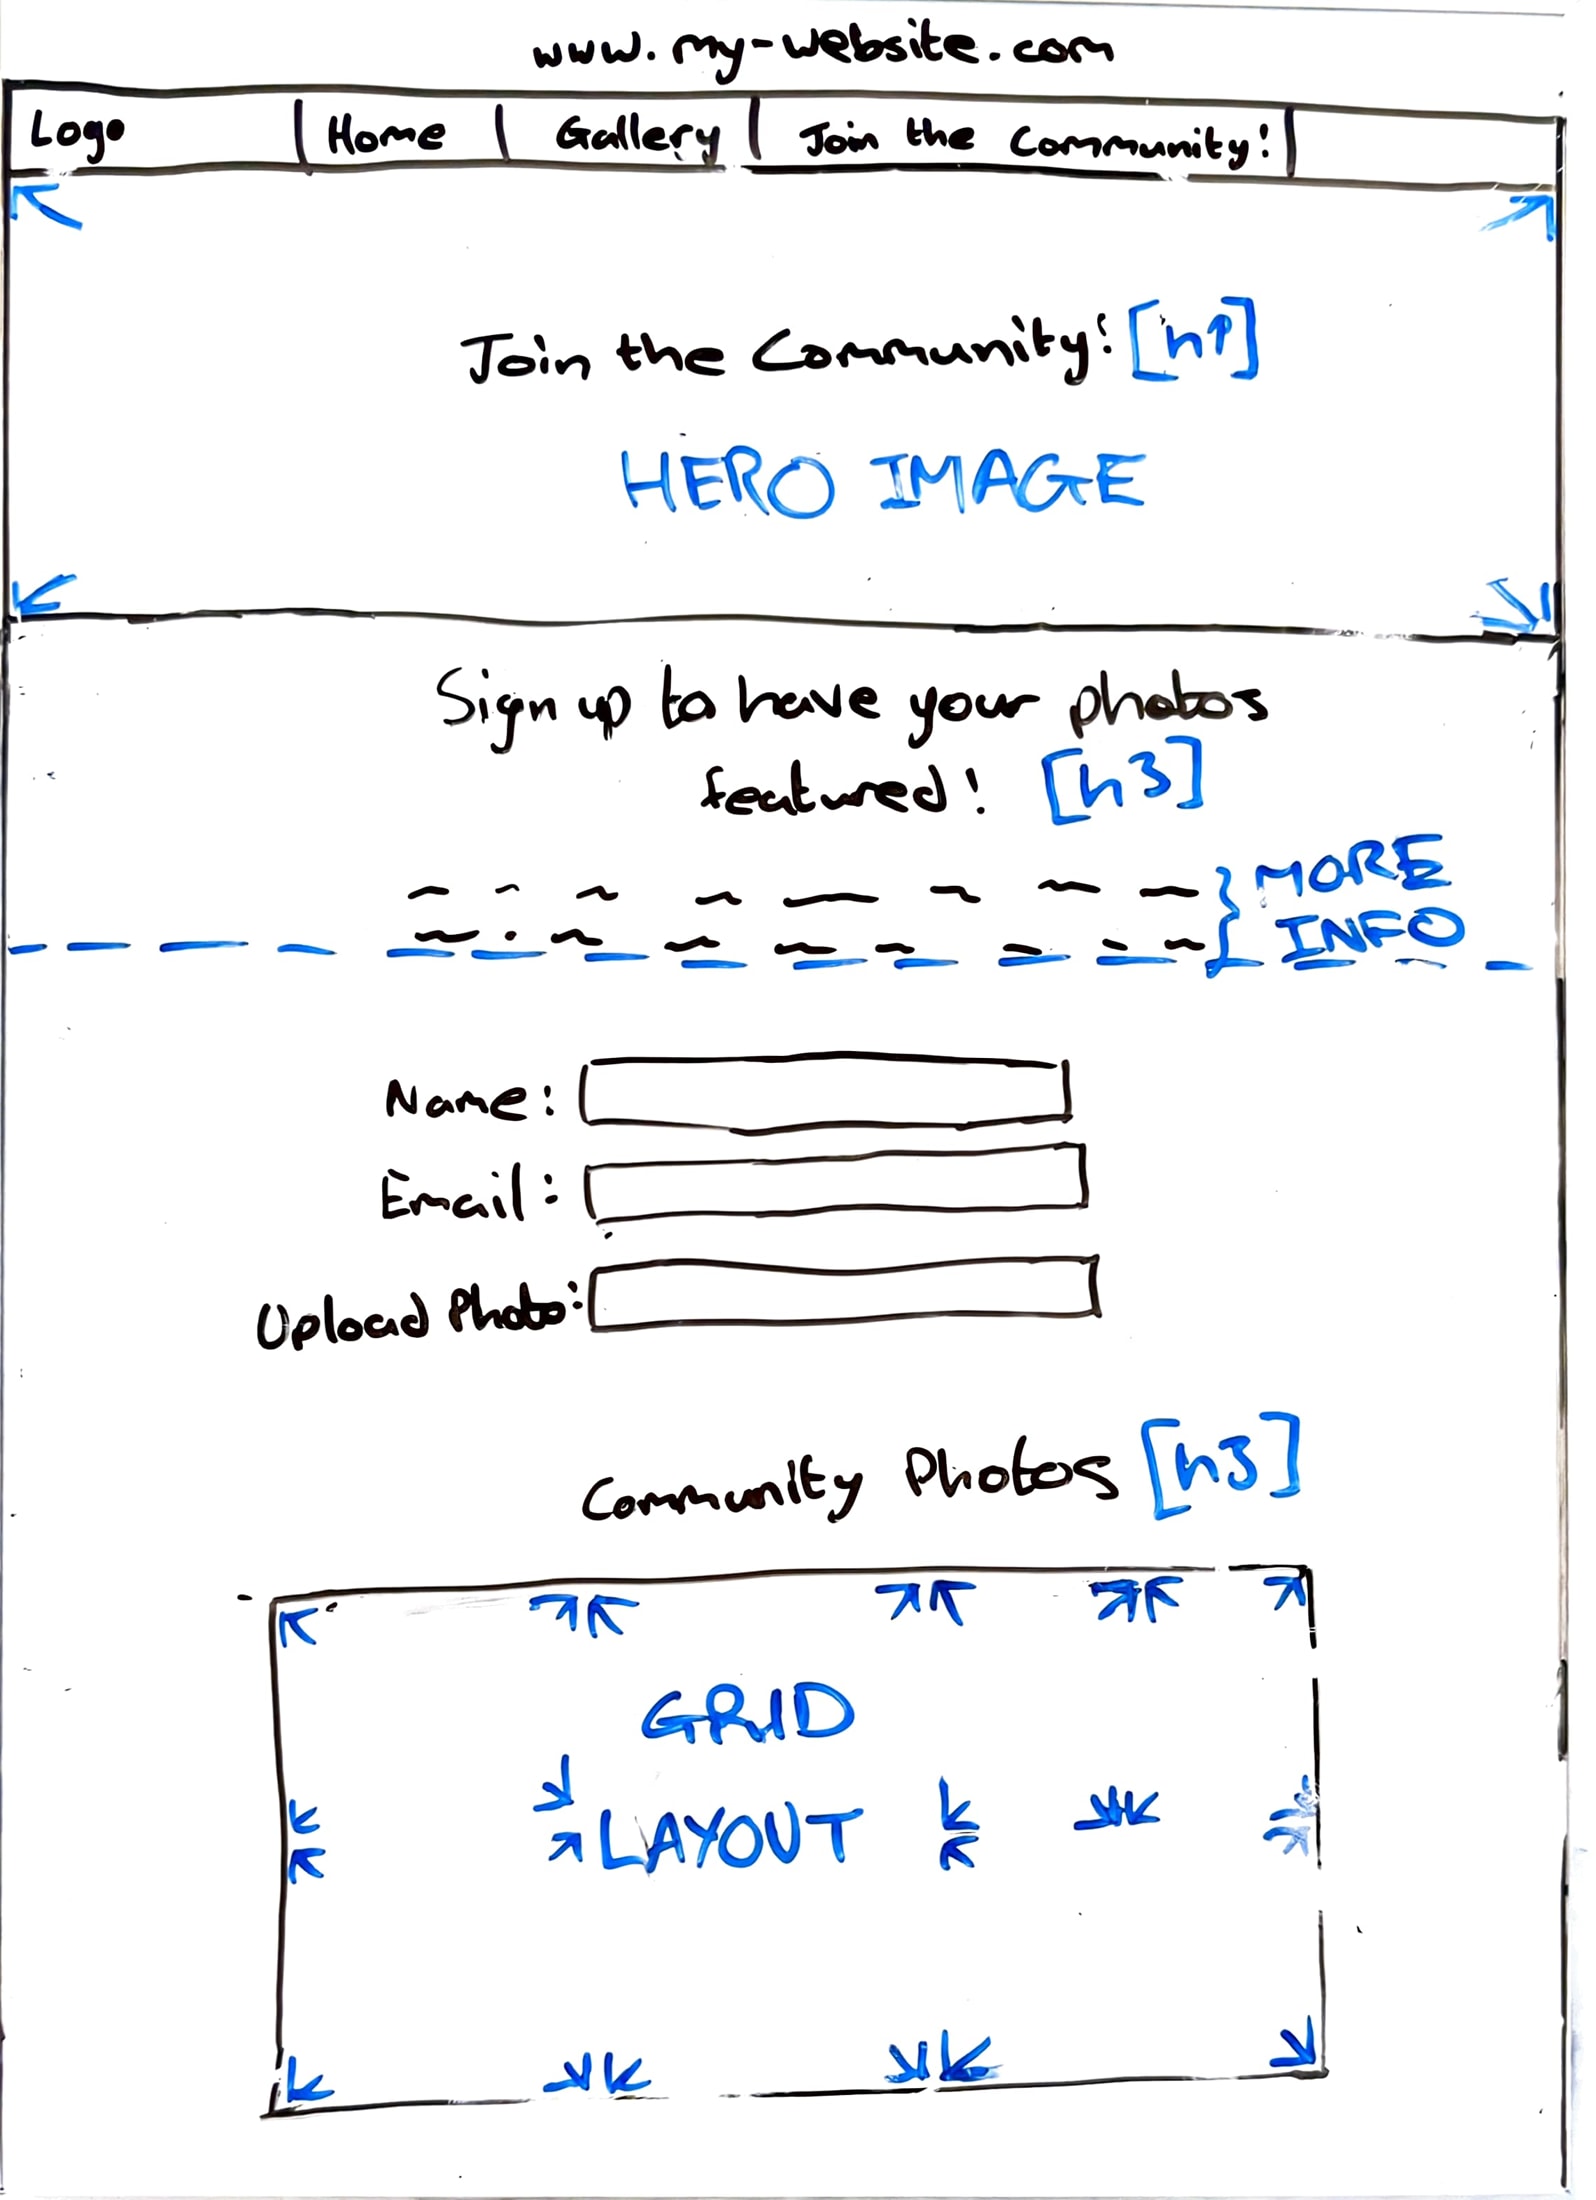 www.my-website.com
Logo | Home | Gallery | Join the Community! |
Join the Community! [h1]
HERO IMAGE
Sign up to have your photos
featured! [h3]
} MORE
{ INFO
Name:
Email:
Upload Photo:
Community Photos [h3]
GRID
LAYOUT